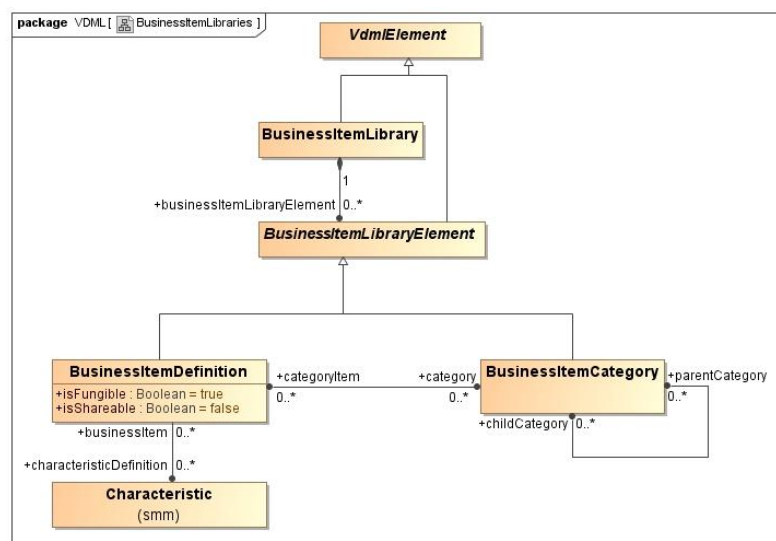 package VDML [ BusinessItemLibraries ]
VdmlElement
BusinessItemLibrary
1
+businessItemLibraryElement 0..*
BusinessItemLibraryElement
BusinessItemDefinition
+isFungible : Boolean = true
+isShareable : Boolean = false
+categoryItem
0..*
+category
0..*
BusinessItemCategory
+parentCategory
0..*
+childCategory 0..*
+businessItem 0..*
+characteristicDefinition 0..*
Characteristic
(smm)